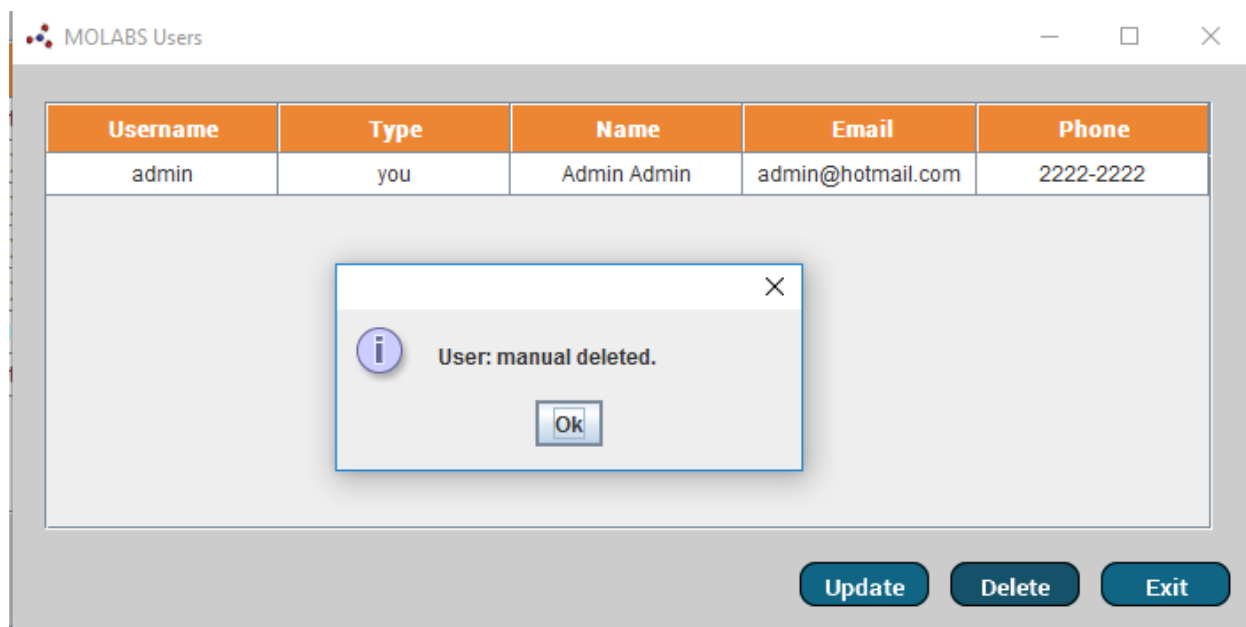 MOLABS Users
Username Type Name Email Phone
admin you Admin Admin admin@hotmail.com 2222-2222
User: manual deleted.
Ok
Update Delete Exit